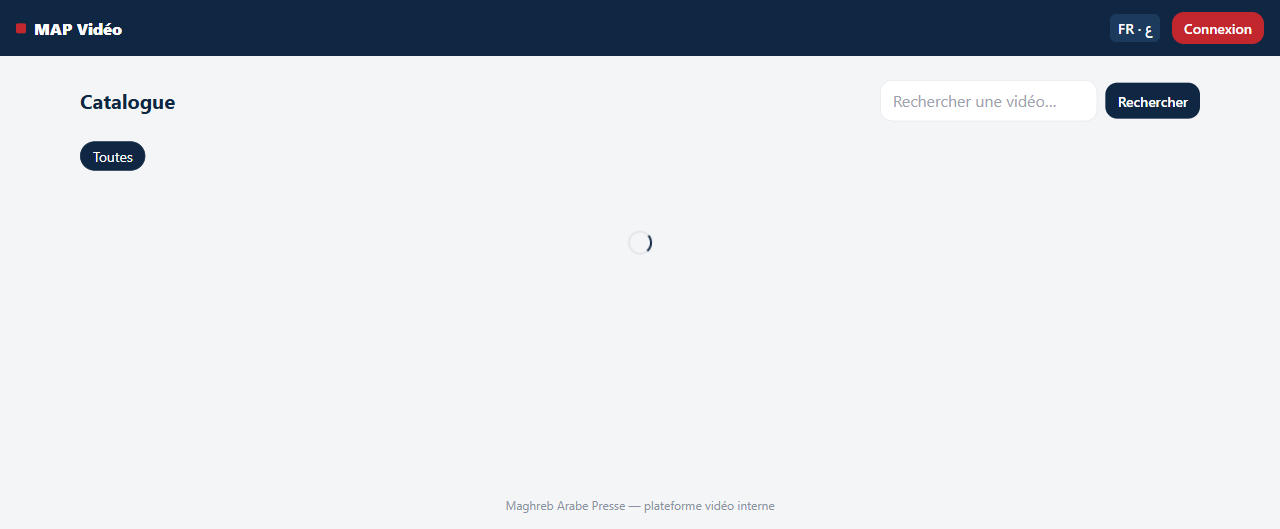 MAP Vidéo
FR · ع
Connexion
Catalogue
Rechercher une vidéo...
Rechercher
Toutes
Maghreb Arabe Presse — plateforme vidéo interne